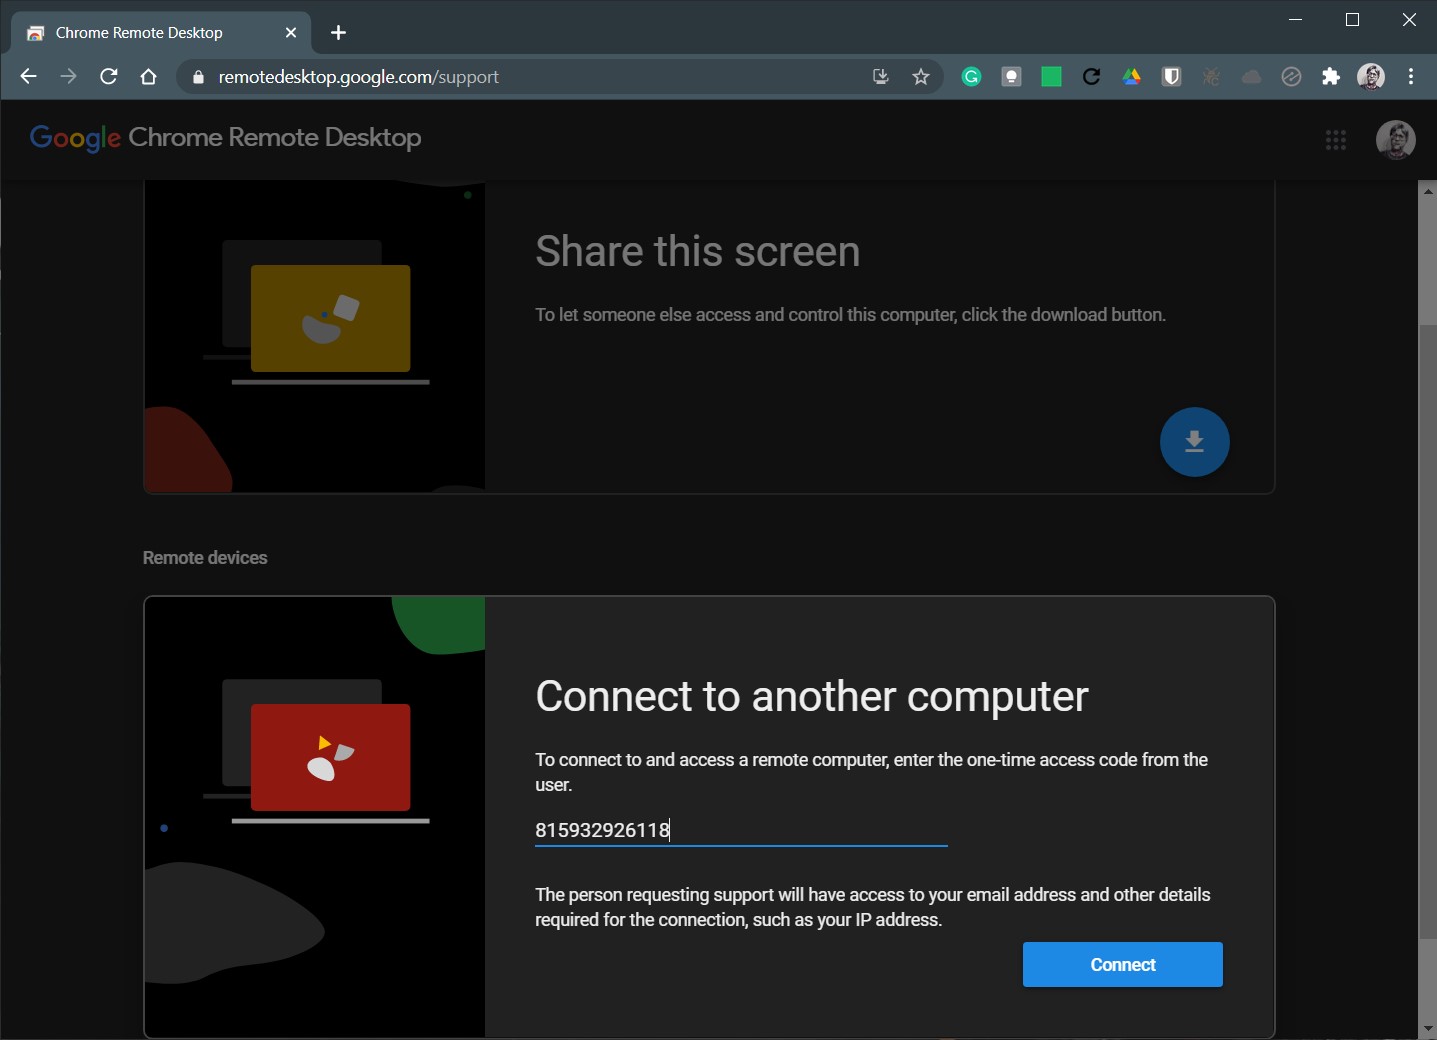 Chrome Remote Desktop
remotedesktop.google.com/support
Google Chrome Remote Desktop
Share this screen
To let someone else access and control this computer, click the download button.
Remote devices
Connect to another computer
To connect to and access a remote computer, enter the one-time access code from the
user.
815932926118
The person requesting support will have access to your email address and other details
required for the connection, such as your IP address.
Connect